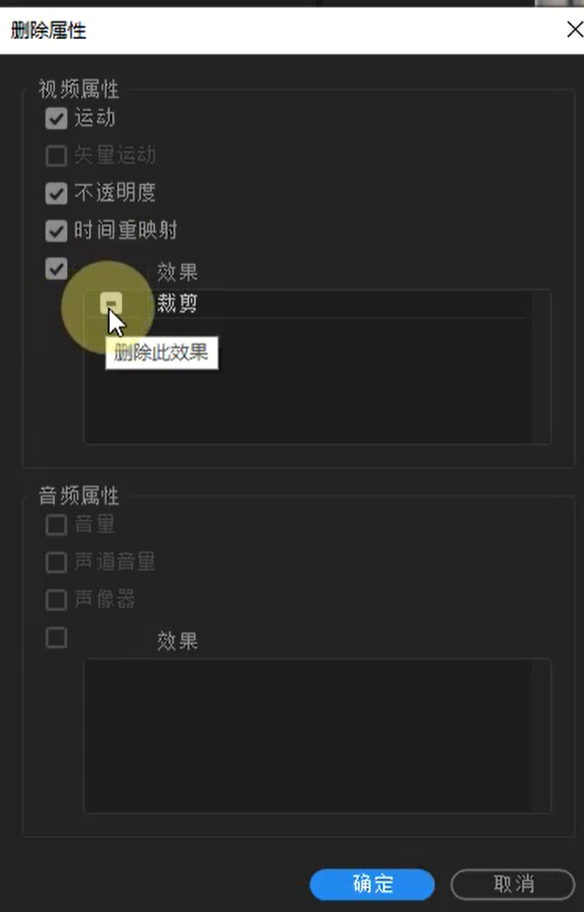 删除属性
视频属性
运动
矢量运动
不透明度
时间重映射
效果
裁剪
删除此效果
音频属性
音量
声道音量
声像器
效果
确定
取消